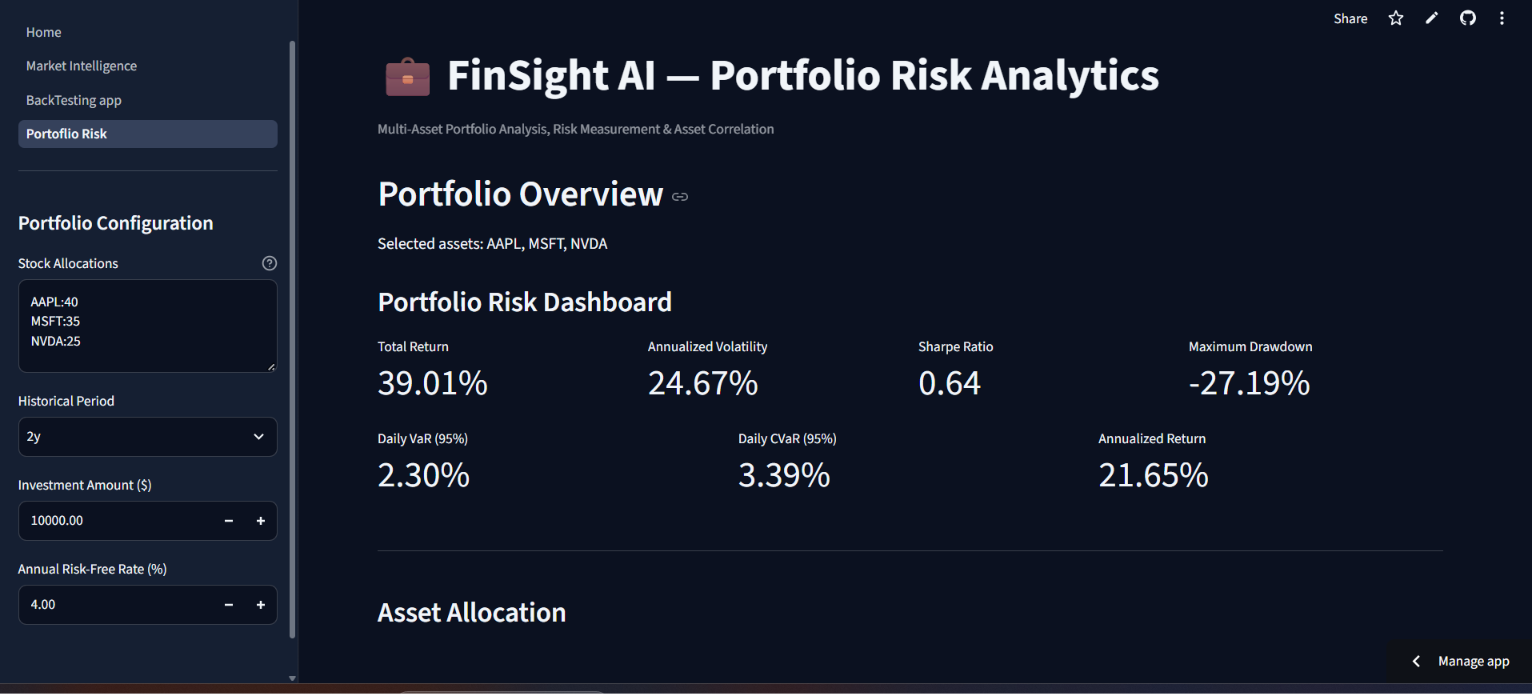 Home
Market Intelligence
BackTesting app
Portoflio Risk
Portfolio Configuration
Stock Allocations
AAPL:40
MSFT:35
NVDA:25
Historical Period
2y
Investment Amount ($)
10000.00
Annual Risk-Free Rate (%)
4.00
Share
FinSight AI — Portfolio Risk Analytics
Multi-Asset Portfolio Analysis, Risk Measurement & Asset Correlation
Portfolio Overview
Selected assets: AAPL, MSFT, NVDA
Portfolio Risk Dashboard
Total Return Annualized Volatility Sharpe Ratio Maximum Drawdown
39.01% 24.67% 0.64 -27.19%
Daily VaR (95%) Daily CVaR (95%) Annualized Return
2.30% 3.39% 21.65%
Asset Allocation
Manage app